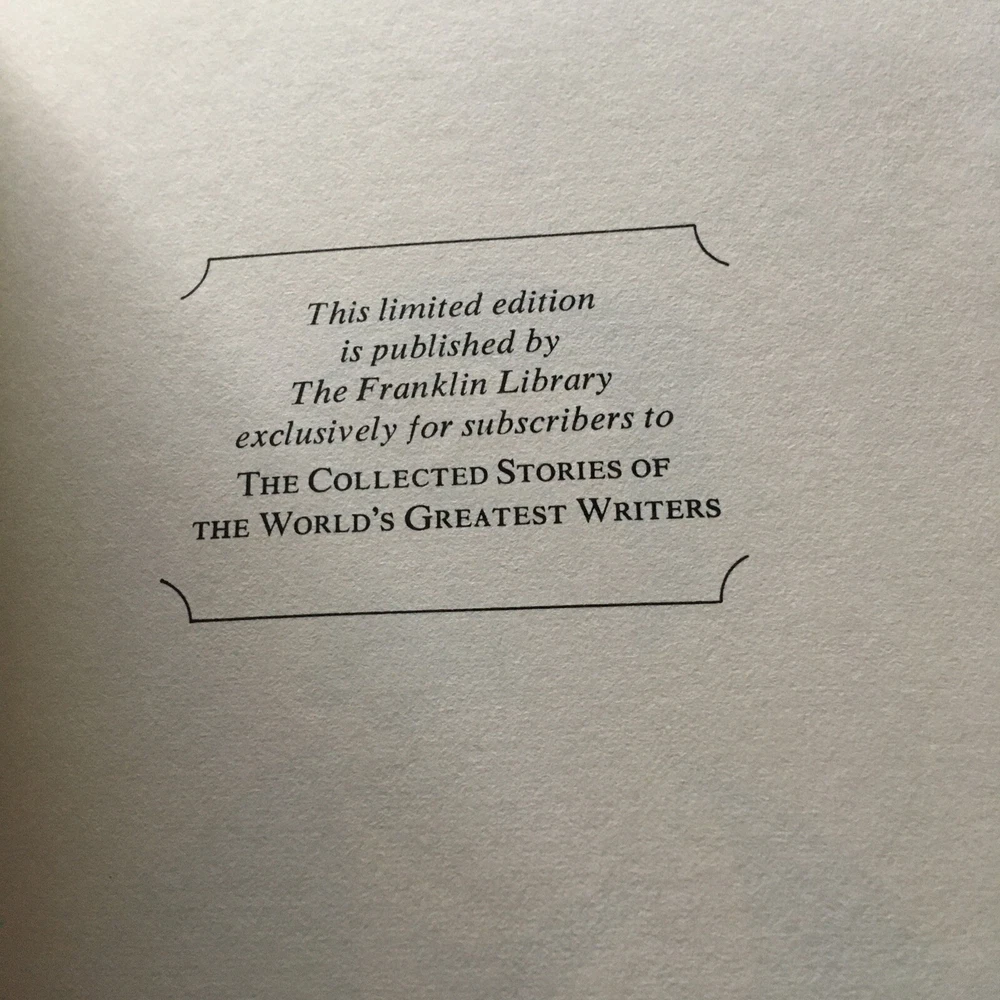 This limited edition
is published by
The Franklin Library
exclusively for subscribers to
THE COLLECTED STORIES OF
THE WORLD'S GREATEST WRITERS